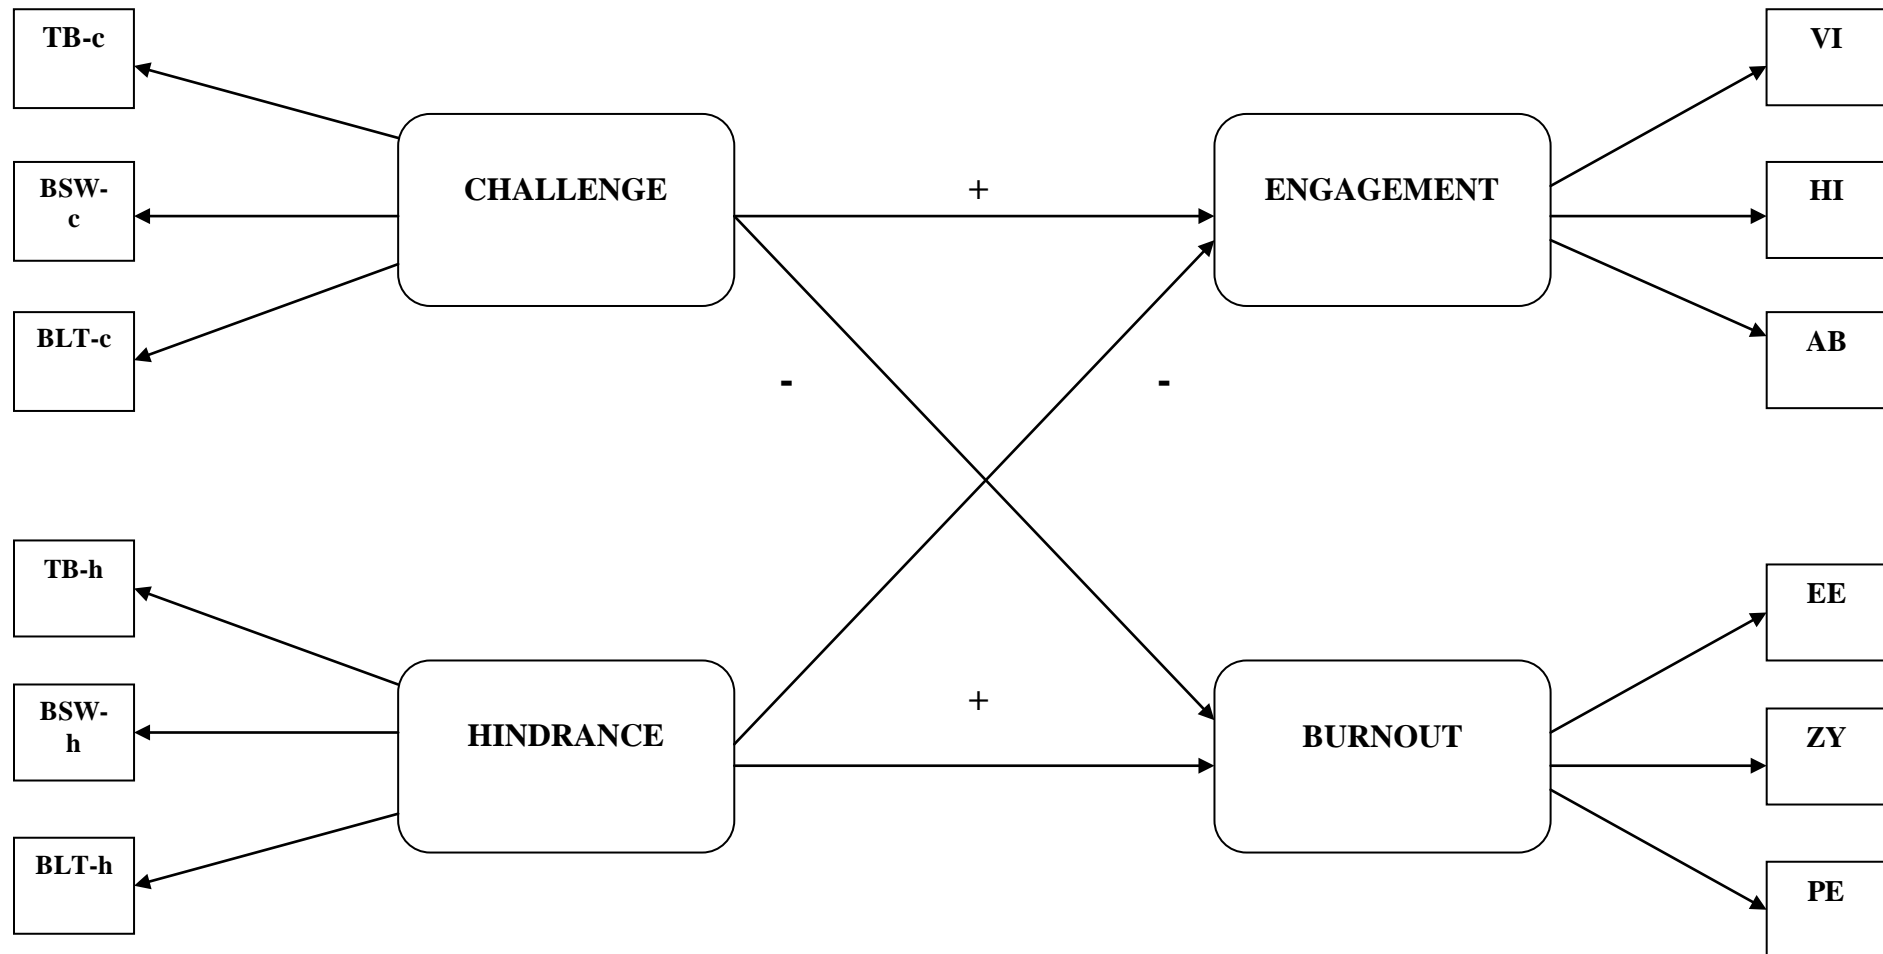 TB-c
VI
BSW-
c
CHALLENGE
+
ENGAGEMENT
HI
BLT-c
AB
-
-
TB-h
EE
BSW-
h
HINDRANCE
+
BURNOUT
ZY
BLT-h
PE